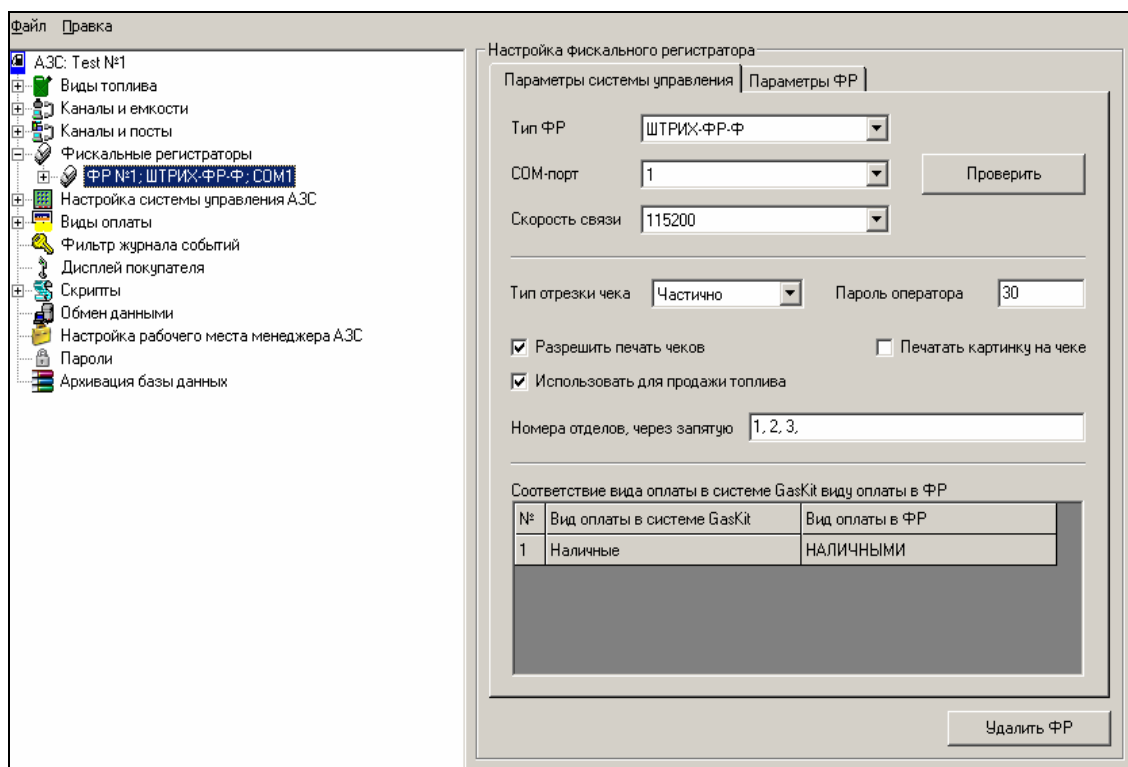 Файл Правка
АЗС: Test №1
Виды топлива
Каналы и емкости
Каналы и посты
Фискальные регистраторы
ФР №1; ШТРИХ-ФР-Ф; COM1
Настройка системы управления АЗС
Виды оплаты
Фильтр журнала событий
Дисплей покупателя
Скрипты
Обмен данными
Настройка рабочего места менеджера АЗС
Пароли
Архивация базы данных
Настройка фискального регистратора
Параметры системы управления Параметры ФР
Тип ФР ШТРИХ-ФР-Ф
COM-порт 1 Проверить
Скорость связи 115200
Тип отрезки чека Частично Пароль оператора 30
Разрешить печать чеков Печатать картинку на чеке
Использовать для продажи топлива
Номера отделов, через запятую 1, 2, 3,
Соответствие вида оплаты в системе GasKit виду оплаты в ФР
№ Вид оплаты в системе GasKit Вид оплаты в ФР
1 Наличные НАЛИЧНЫМИ
Удалить ФР